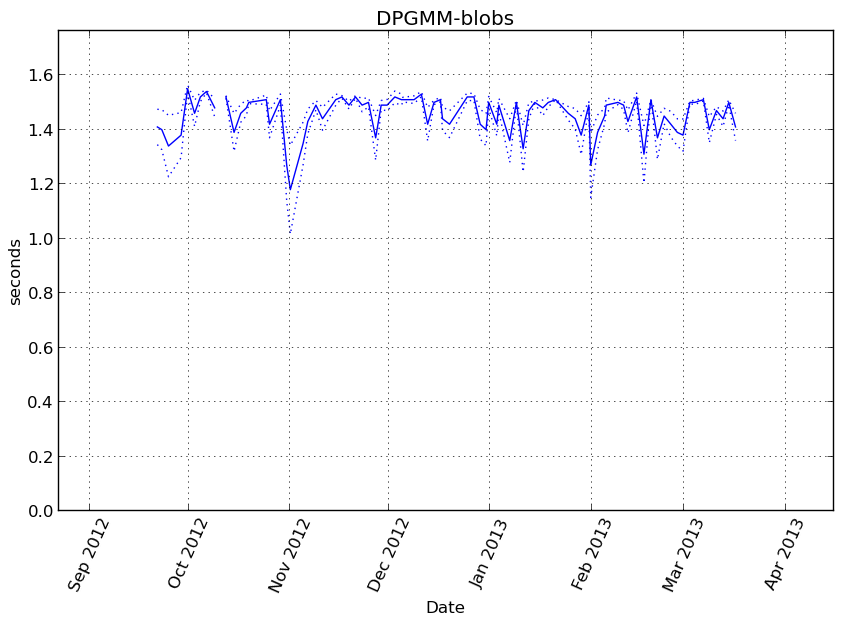 DPGMM-blobs
1.6
1.4
1.2
1.0
0.8
0.6
0.4
0.2
0.0
seconds
Sep 2012
Oct 2012
Nov 2012
Dec 2012
Jan 2013
Feb 2013
Mar 2013
Apr 2013
Date